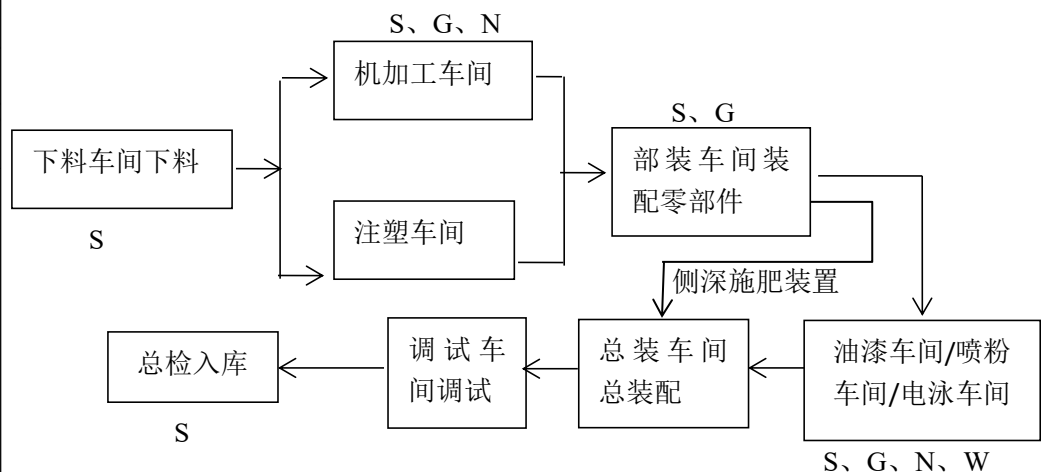 S、G、N
机加工车间
S、G
下料车间下料
部装车间装
配零部件
S
注塑车间
侧深施肥装置
总检入库
调试车
间调试
总装车间
总装配
油漆车间/喷粉
车间/电泳车间
S
S、G、N、W